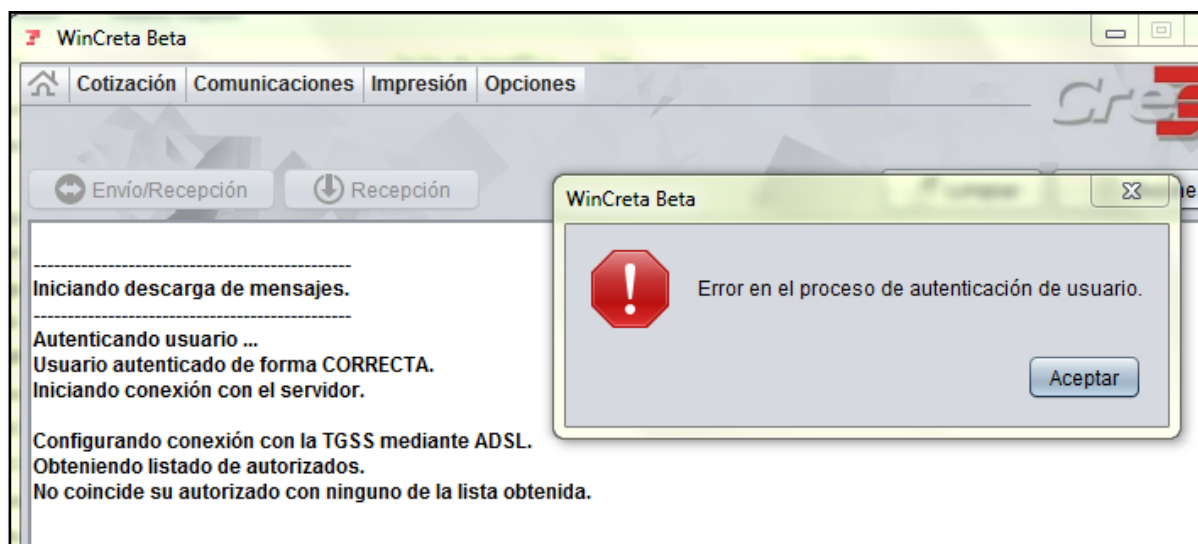 WinCreta Beta
Cotización Comunicaciones Impresión Opciones
Envío/Recepción Recepción
WinCreta Beta
Error en el proceso de autenticación de usuario.
Aceptar
----------------------------------------------
Iniciando descarga de mensajes.
----------------------------------------------
Autenticando usuario ...
Usuario autenticado de forma CORRECTA.
Iniciando conexión con el servidor.
Configurando conexión con la TGSS mediante ADSL.
Obteniendo listado de autorizados.
No coincide su autorizado con ninguno de la lista obtenida.